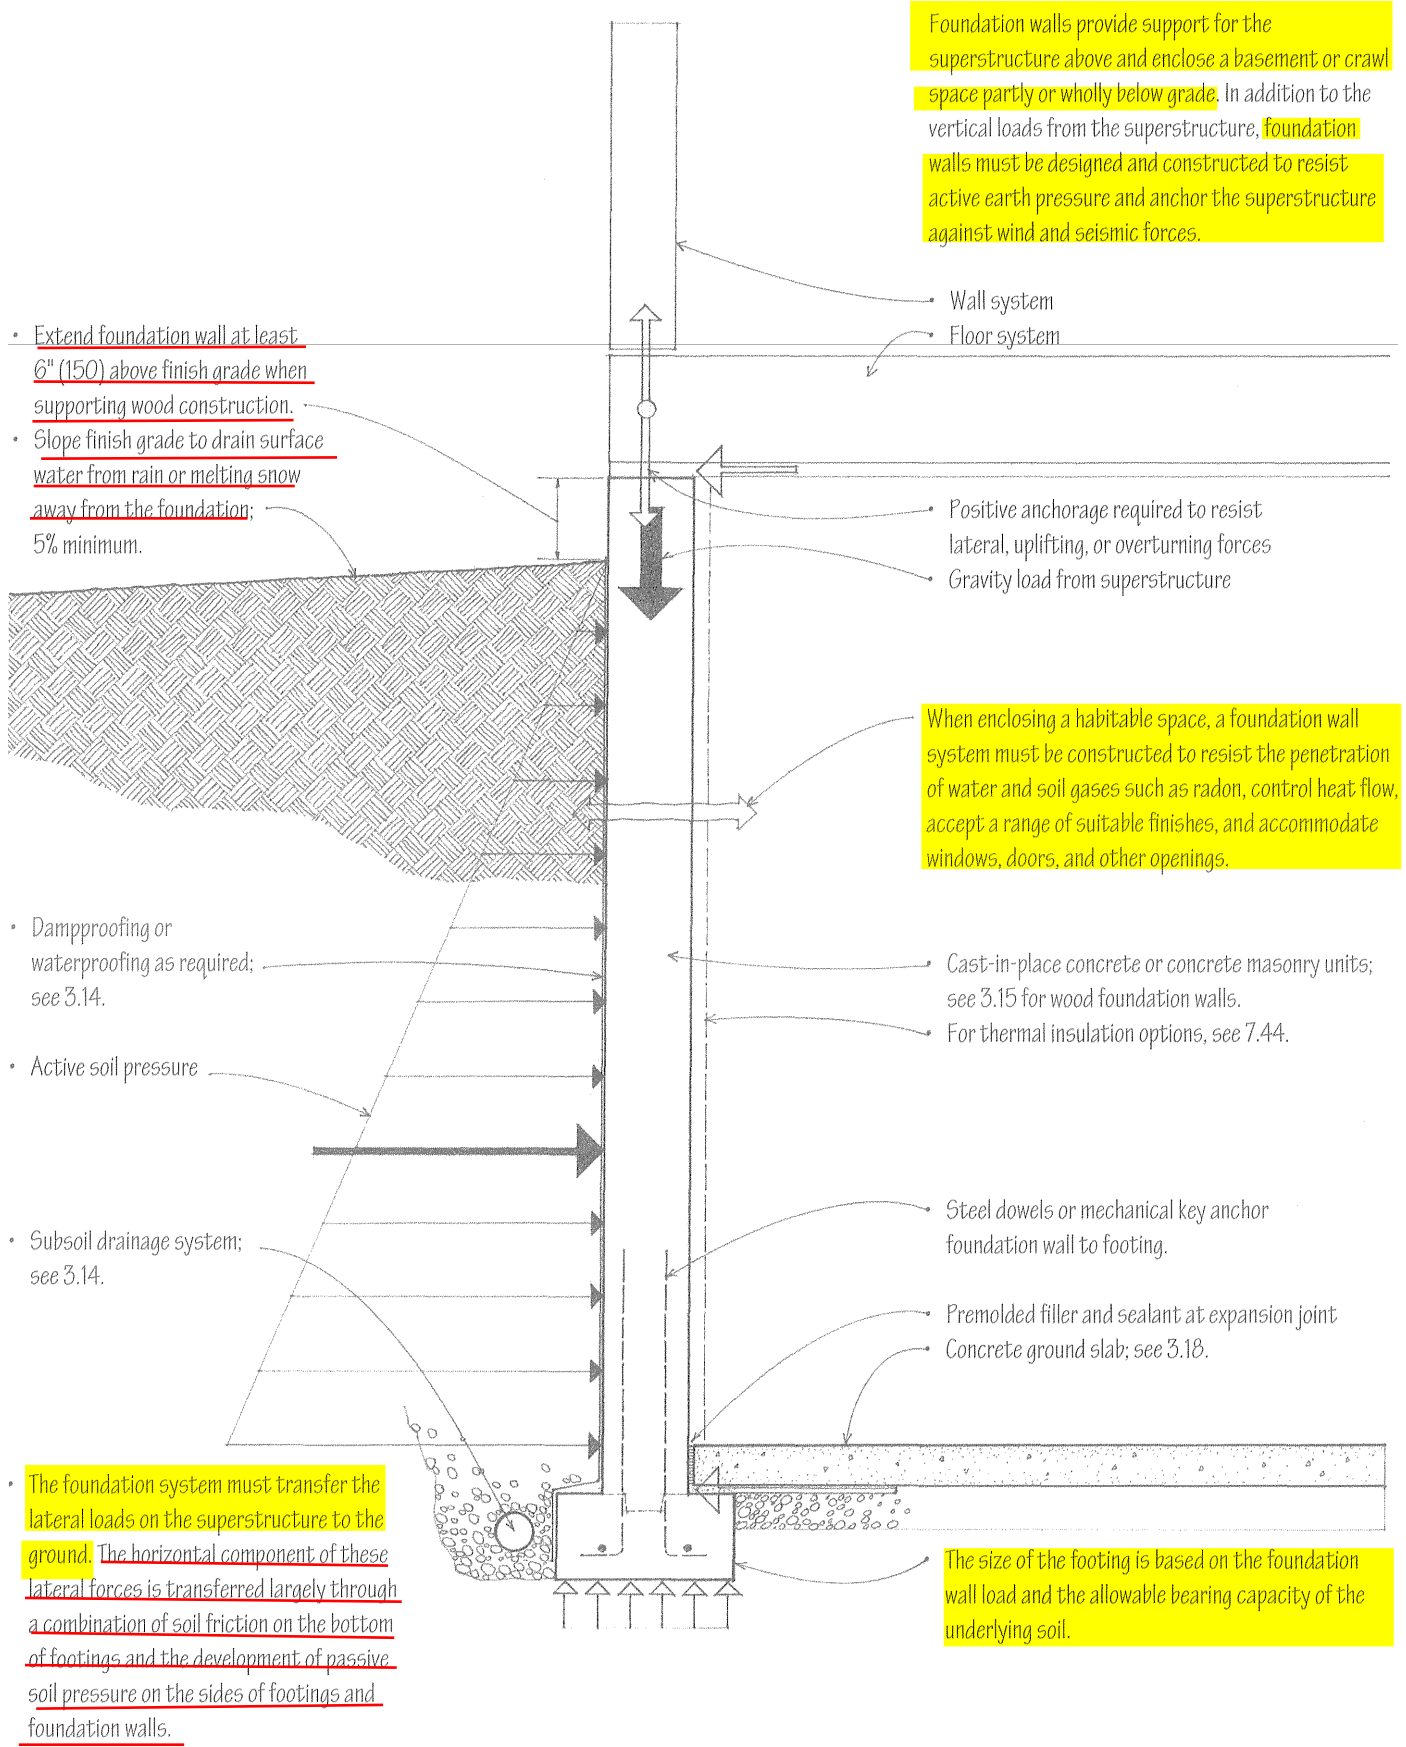 Foundation walls provide support for the
superstructure above and enclose a basement or crawl
space partly or wholly below grade. In addition to the
vertical loads from the superstructure, foundation
walls must be designed and constructed to resist
active earth pressure and anchor the superstructure
against wind and seismic forces.
• Wall system
• Floor system
• Extend foundation wall at least
6" (150) above finish grade when
supporting wood construction.
• Slope finish grade to drain surface
water from rain or melting snow
away from the foundation;
5% minimum.
• Positive anchorage required to resist
lateral, uplifting, or overturning forces
• Gravity load from superstructure
When enclosing a habitable space, a foundation wall
system must be constructed to resist the penetration
of water and soil gases such as radon, control heat flow,
accept a range of suitable finishes, and accommodate
windows, doors, and other openings.
• Dampproofing or
waterproofing as required;
see 3.14.
• Cast-in-place concrete or concrete masonry units;
see 3.15 for wood foundation walls.
• For thermal insulation options, see 7.44.
• Active soil pressure
• Subsoil drainage system;
see 3.14.
• Steel dowels or mechanical key anchor
foundation wall to footing.
• Premolded filler and sealant at expansion joint
• Concrete ground slab; see 3.18.
• The foundation system must transfer the
lateral loads on the superstructure to the
ground. The horizontal component of these
lateral forces is transferred largely through
a combination of soil friction on the bottom
of footings and the development of passive
soil pressure on the sides of footings and
foundation walls.
• The size of the footing is based on the foundation
wall load and the allowable bearing capacity of the
underlying soil.